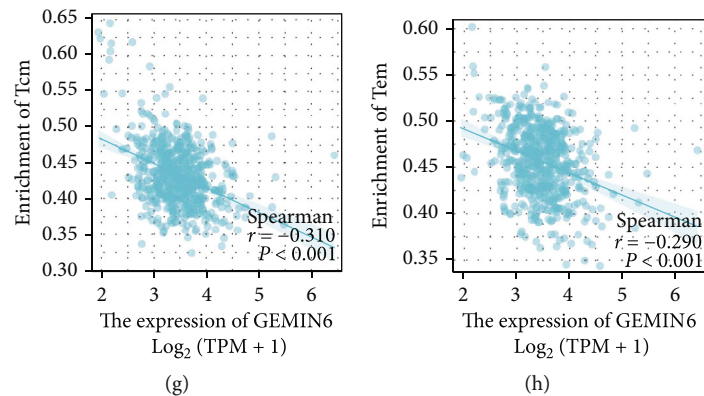 0.65
0.60
0.55
0.50
0.45
0.40
0.35
0.30
Enrichment of Tcm
Spearman
r = −0.310
P < 0.001
2 3 4 5 6
The expression of GEMIN6
Log₂ (TPM + 1)
(g)
0.60
0.50
0.45
0.40
0.35
Enrichment of Tem
Spearman
r = −0.290
P < 0.001
2 3 4 5 6
The expression of GEMIN6
Log₂ (TPM + 1)
(h)